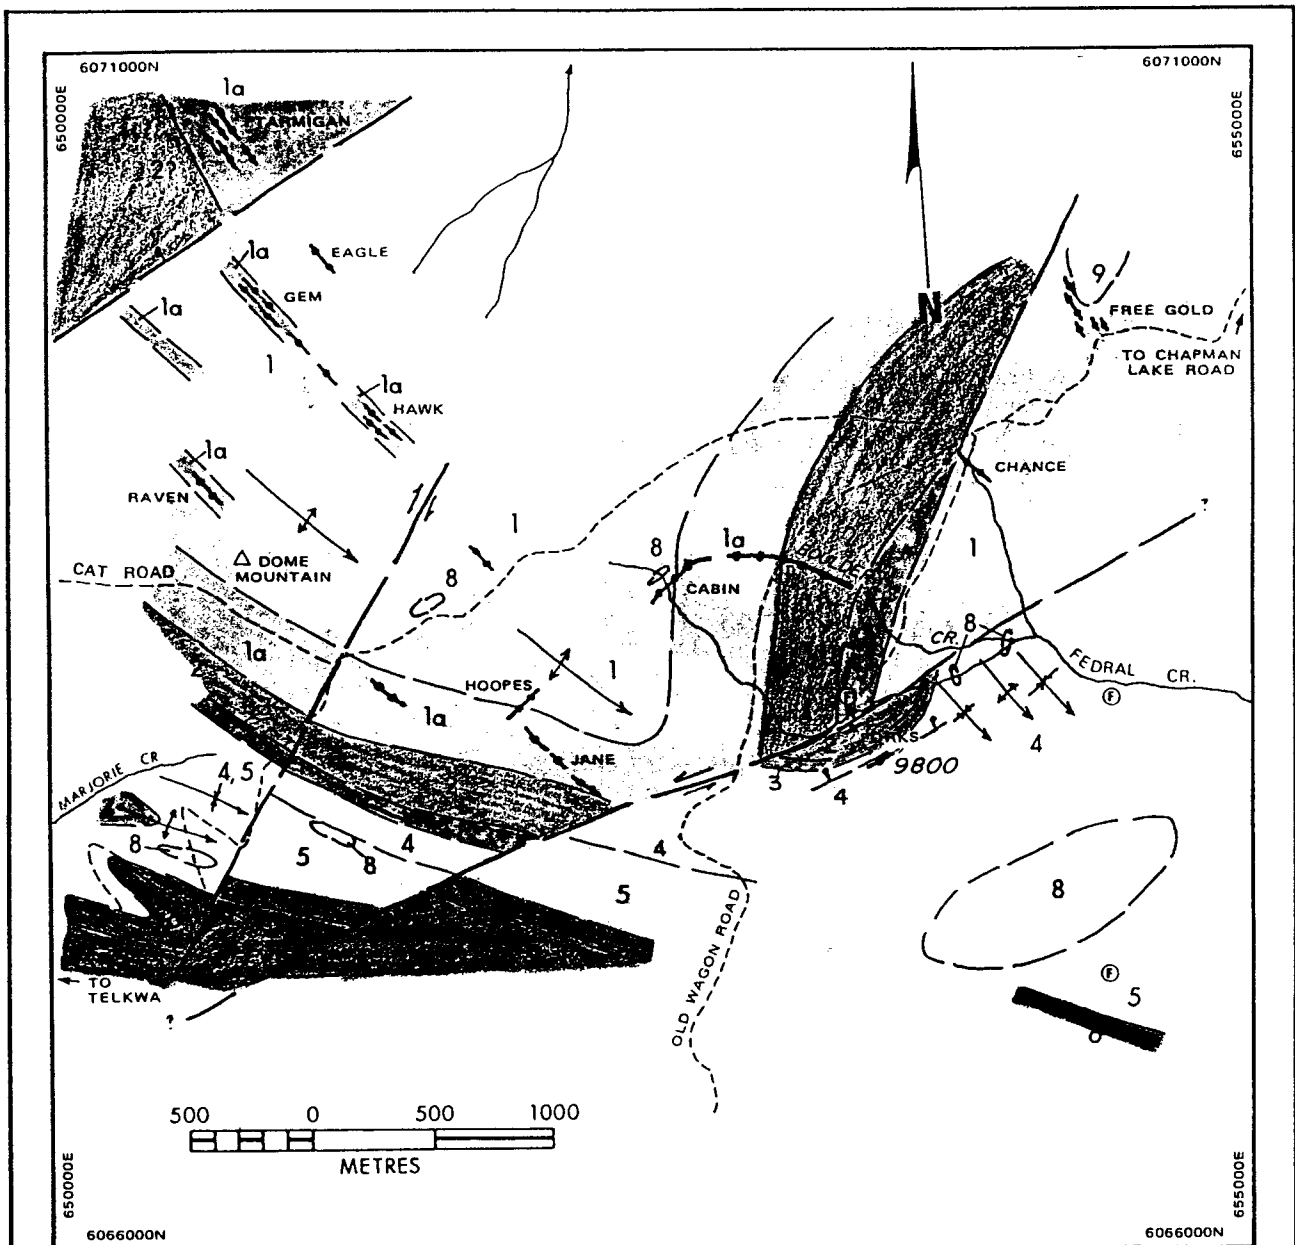 6071000N
6071000N
650000E
655000E
1a
TARMIGAN
2?
1a
EAGLE
GEM
1a
1
1a
HAWK
1a
RAVEN
9
FREE GOLD
TO CHAPMAN
LAKE ROAD
N
CHANCE
?
1
8
1a
1
CABIN
DOME
MOUNTAIN
CAT ROAD
8
8
CR.
FEDRAL CR.
F
F
1a
HOOPES
1
1a
JANE
9800
3
4
4
MARJORIE CR
4, 5
8
5
8
4
4
5
8
OLD WAGON ROAD
F
5
6
TO
TELKWA
?
500 0 500 1000
METRES
650000E
655000E
6066000N
6066000N